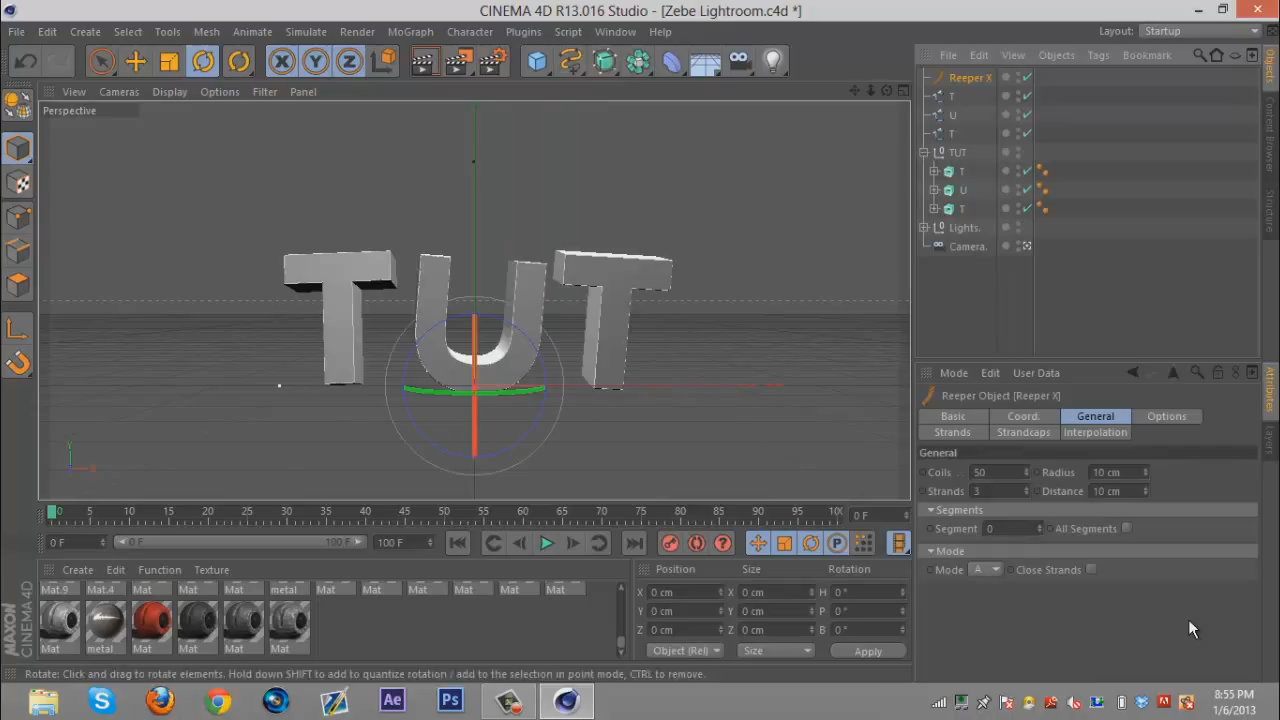 CINEMA 4D R13.016 Studio - [Zebe Lightroom.c4d *]
File Edit Create Select Tools Mesh Animate Simulate Render MoGraph Character Plugins Script Window Help
Layout: Startup
View Cameras Display Options Filter Panel
Perspective
TUT
Y
X
File Edit View Objects Tags Bookmark
Reeper X
T
U
T
TUT
T
U
T
Lights.
Camera.
Objects
Content Browser
Structure
Mode Edit User Data
Reeper Object [Reeper X]
Basic Coord. General Options
Strands Strandcaps Interpolation
General
Coils 50 Radius 10 cm
Strands 3 Distance 10 cm
Segments
Segment 0 All Segments
Mode
Mode A Close Strands
Attributes
Layers
0 5 10 15 20 25 30 35 40 45 50 55 60 65 70 75 80 85 90 95 100
0 F
0 F 0 F 100 F 100 F
Create Edit Function Texture
Mat.9 Mat.4 Mat Mat Mat metal Mat Mat Mat Mat Mat Mat
Mat metal Mat Mat Mat Mat
Position Size Rotation
X 0 cm X 0 cm H 0 °
Y 0 cm Y 0 cm P 0 °
Z 0 cm Z 0 cm B 0 °
Object (Rel) Size Apply
MAXON CINEMA 4D
Rotate: Click and drag to rotate elements. Hold down SHIFT to add to quantize rotation / add to the selection in point mode, CTRL to remove.
Ae Ps
8:55 PM
1/6/2013